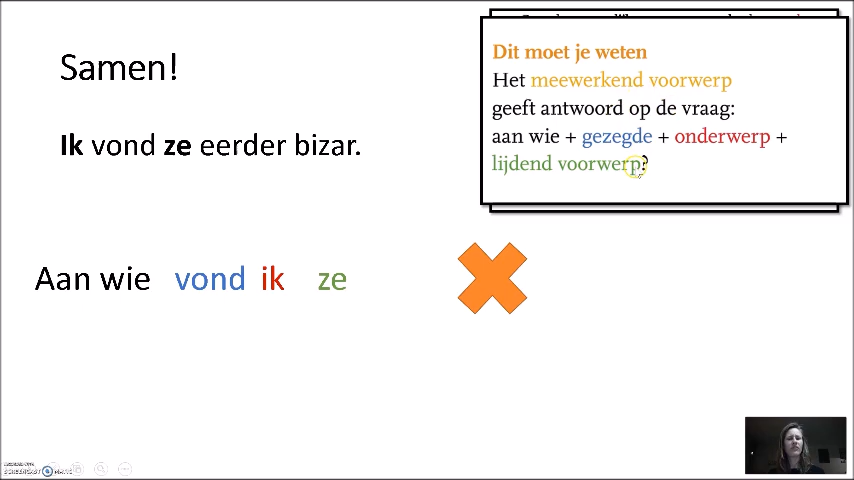 Samen!
Ik vond ze eerder bizar.
Dit moet je weten
Het meewerkend voorwerp
geeft antwoord op de vraag:
aan wie + gezegde + onderwerp +
lijdend voorwerp?
Aan wie vond ik ze